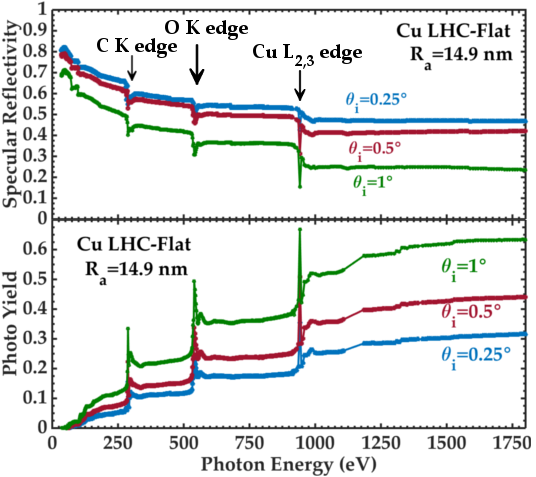 Cu LHC-Flat
Rₐ=14.9 nm
O K edge
C K edge
Cu L₂,₃ edge
θᵢ=0.25°
θᵢ=0.5°
θᵢ=1°
Specular Reflectivity
1
0.9
0.8
0.7
0.6
0.5
0.4
0.3
0.2
0.1
0
Cu LHC-Flat
Rₐ=14.9 nm
θᵢ=1°
θᵢ=0.5°
θᵢ=0.25°
Photo Yield
0.6
0.5
0.4
0.3
0.2
0.1
0
0 250 500 750 1000 1250 1500 1750
Photon Energy (eV)